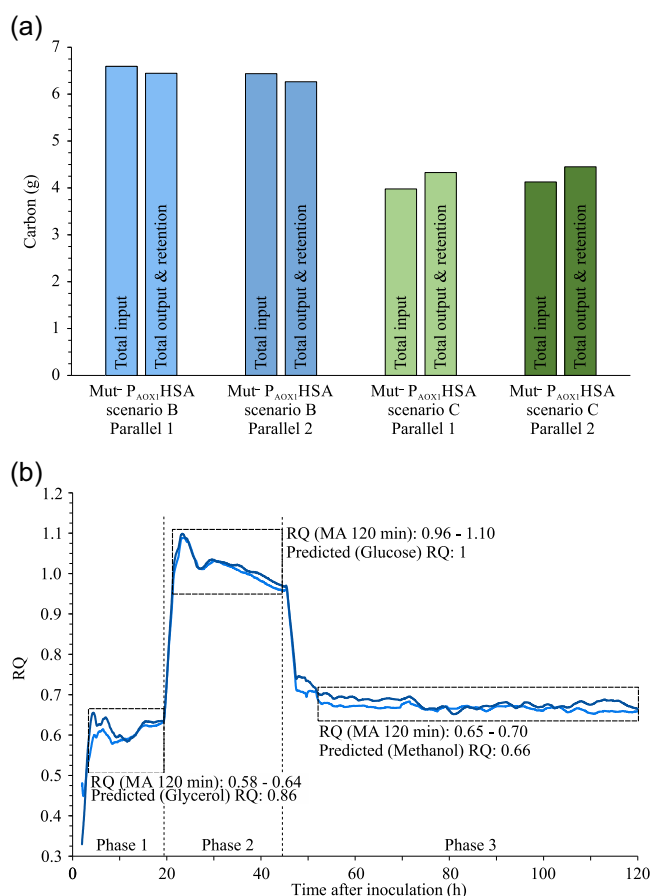 (a)
7
6
5
4
3
2
1
0
Carbon (g)
Total input
Total output & retention
Total input
Total output & retention
Total input
Total output & retention
Total input
Total output & retention
Mut⁻ P_AOX1HSA
scenario B
Parallel 1
Mut⁻ P_AOX1HSA
scenario B
Parallel 2
Mut⁻ P_AOX1HSA
scenario C
Parallel 1
Mut⁻ P_AOX1HSA
scenario C
Parallel 2
(b)
1.2
1.1
1.0
0.9
0.8
0.7
0.6
0.5
0.4
0.3
RQ
RQ (MA 120 min): 0.96 - 1.10
Predicted (Glucose) RQ: 1
RQ (MA 120 min): 0.65 - 0.70
Predicted (Methanol) RQ: 0.66
RQ (MA 120 min): 0.58 - 0.64
Predicted (Glycerol) RQ: 0.86
Phase 1
Phase 2
Phase 3
0
20
40
60
80
100
120
Time after inoculation (h)